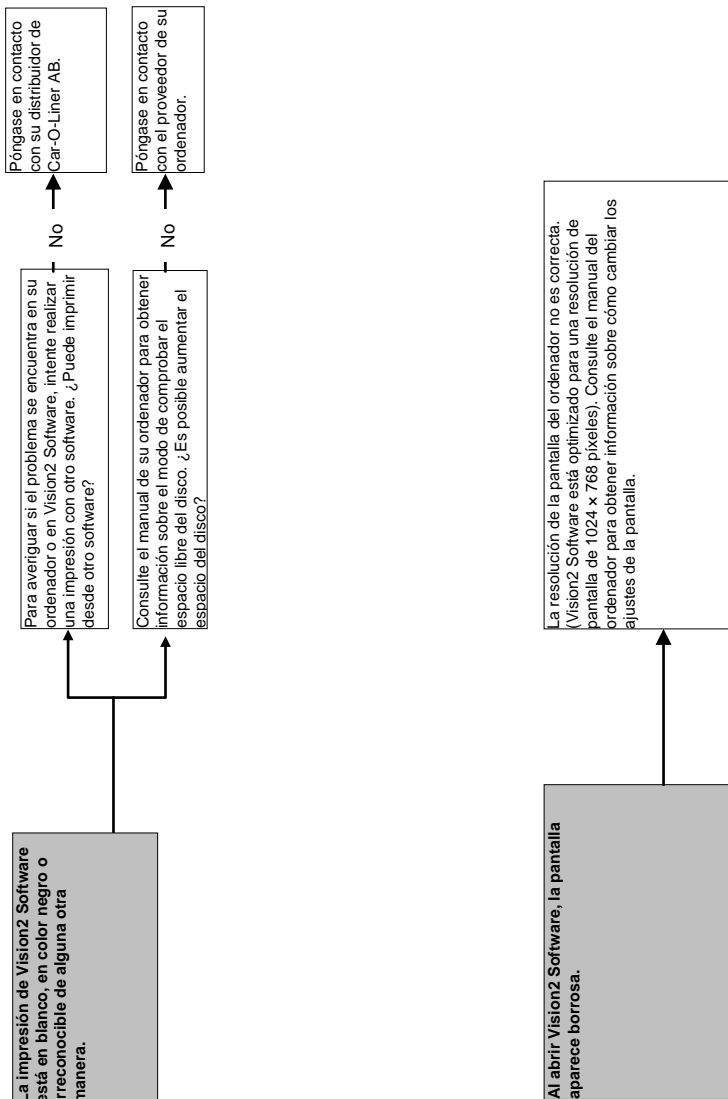 La impresión de Vision2 Software
está en blanco, en color negro o
irreconocible de alguna otra
manera.
Para averiguar si el problema se encuentra en su
ordenador o en Vision2 Software, intente realizar
una impresión con otro software. ¿Puede imprimir
desde otro software?
No
Póngase en contacto
con su distribuidor de
Car-O-Liner AB.
Consulte el manual de su ordenador para obtener
información sobre el modo de comprobar el
espacio libre del disco. ¿Es posible aumentar el
espacio del disco?
No
Póngase en contacto
con el proveedor de su
ordenador.
Al abrir Vision2 Software, la pantalla
aparece borrosa.
La resolución de la pantalla del ordenador no es correcta.
(Vision2 Software está optimizado para una resolución de
pantalla de 1024 × 768 píxeles). Consulte el manual del
ordenador para obtener información sobre cómo cambiar los
ajustes de la pantalla.